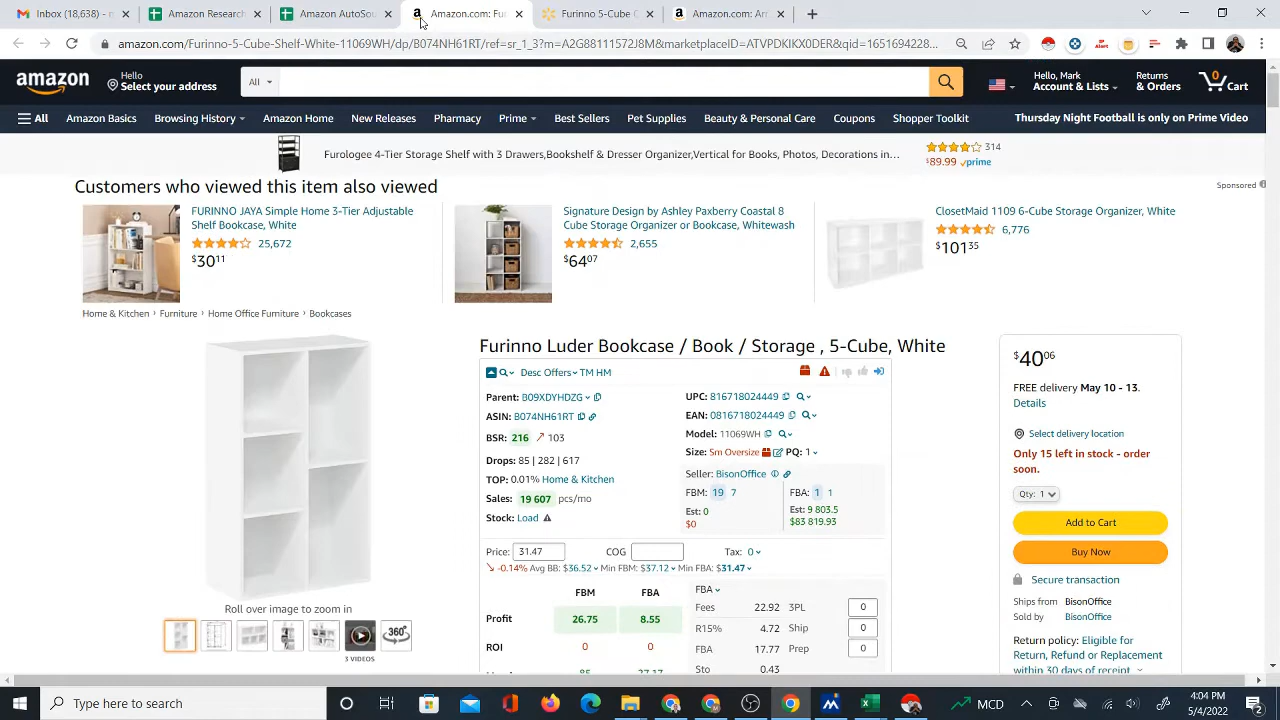 Inbox (18,638) - m
Amazon Research
Amazon AutoSou
Amazon.com: Fur
Furinno 5-Cube O
Amazon.com: Am
amazon.com/Furinno-5-Cube-Shelf-White-11069WH/dp/B074NH61RT/ref=sr_1_3?m=A2G88111572J8M&marketplaceID=ATVPDKIKX0DER&qid=1651694228...
amazon
Hello
Select your address
All
Hello, Mark
Account & Lists
Returns
& Orders
0
Cart
All
Amazon Basics
Browsing History
Amazon Home
New Releases
Pharmacy
Prime
Best Sellers
Pet Supplies
Beauty & Personal Care
Coupons
Shopper Toolkit
Thursday Night Football is only on Prime Video
Furologee 4-Tier Storage Shelf with 3 Drawers,Bookshelf & Dresser Organizer,Vertical for Books, Photos, Decorations in...
314
$89.99 prime
Customers who viewed this item also viewed
Sponsored
FURINNO JAYA Simple Home 3-Tier Adjustable
Shelf Bookcase, White
25,672
$30 11
Signature Design by Ashley Paxberry Coastal 8
Cube Storage Organizer or Bookcase, Whitewash
2,655
$64 07
ClosetMaid 1109 6-Cube Storage Organizer, White
6,776
$101 35
Home & Kitchen › Furniture › Home Office Furniture › Bookcases
Furinno Luder Bookcase / Book / Storage , 5-Cube, White
Desc Offers TM HM
Parent: B09XDYHDZG
ASIN: B074NH61RT
BSR: 216 103
Drops: 85 | 282 | 617
TOP: 0.01% Home & Kitchen
Sales: 19 607 pcs/mo
Stock: Load
UPC: 816718024449
EAN: 0816718024449
Model: 11069WH
Size: Sm Oversize PQ: 1
Seller: BisonOffice
FBM: 19 7
FBA: 1 1
Est: 0
$0
Est: 9 803.5
$83 819.93
Price: 31.47
COG
Tax: 0
-0.14% Avg BB: $36.52 Min FBM: $37.12 Min FBA: $31.47
FBM
FBA
Profit 26.75 8.55
ROI 0 0
85 27.17
FBA
Fees 22.92
R15% 4.72
FBA 17.77
Sto 0.43
3PL 0
Ship 0
Prep 0
Roll over image to zoom in
3 VIDEOS
360°
$40 06
FREE delivery May 10 - 13.
Details
Select delivery location
Only 15 left in stock - order
soon.
Qty: 1
Add to Cart
Buy Now
Secure transaction
Ships from BisonOffice
Sold by BisonOffice
Return policy: Eligible for
Return, Refund or Replacement
within 30 days of receipt
Type here to search
MCD
4:04 PM
5/4/2022